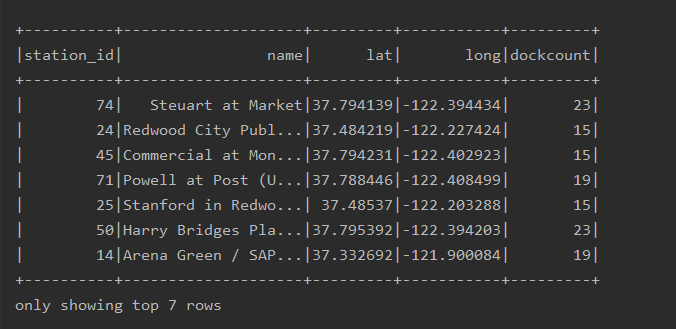 +----------+--------------------+---------+-----------+---------+
|station_id|                name|      lat|       long|dockcount|
+----------+--------------------+---------+-----------+---------+
|        74|   Steuart at Market|37.794139|-122.394434|       23|
|        24|Redwood City Publ...|37.484219|-122.227424|       15|
|        45|Commercial at Mon...|37.794231|-122.402923|       15|
|        71|Powell at Post (U...|37.788446|-122.408499|       19|
|        25|Stanford in Redwo...| 37.48537|-122.203288|       15|
|        50|Harry Bridges Pla...|37.795392|-122.394203|       23|
|        14|Arena Green / SAP...|37.332692|-121.900084|       19|
+----------+--------------------+---------+-----------+---------+
only showing top 7 rows